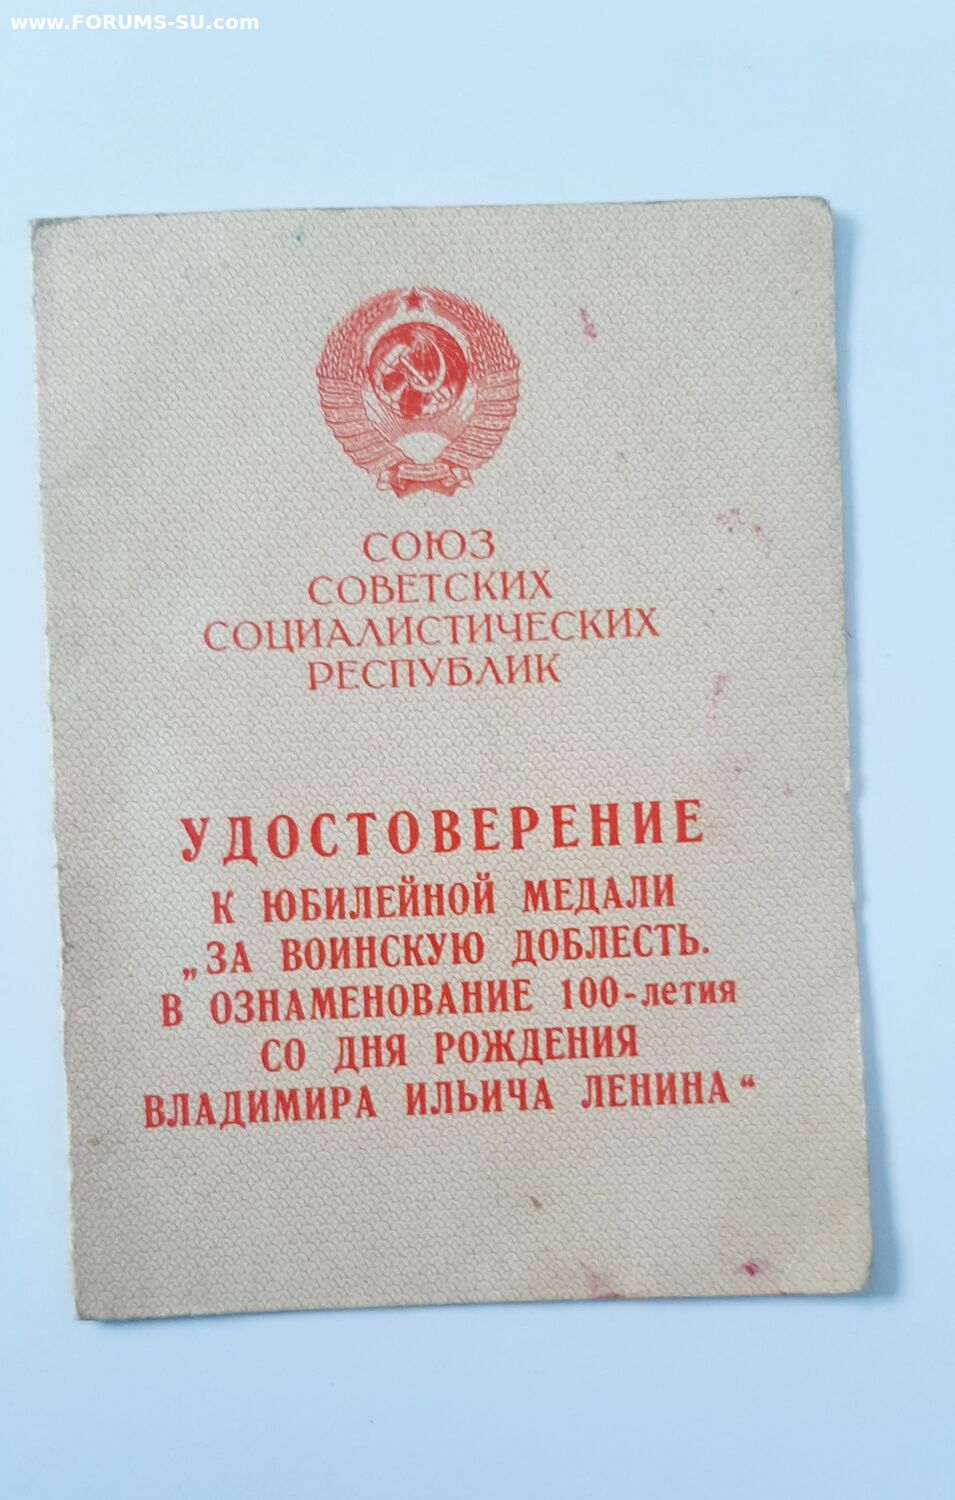 www.FORUMS-SU.com
СОЮЗ
СОВЕТСКИХ
СОЦИАЛИСТИЧЕСКИХ
РЕСПУБЛИК
УДОСТОВЕРЕНИЕ
К ЮБИЛЕЙНОЙ МЕДАЛИ
„ЗА ВОИНСКУЮ ДОБЛЕСТЬ.
В ОЗНАМЕНОВАНИЕ 100-летия
СО ДНЯ РОЖДЕНИЯ
ВЛАДИМИРА ИЛЬИЧА ЛЕНИНА“